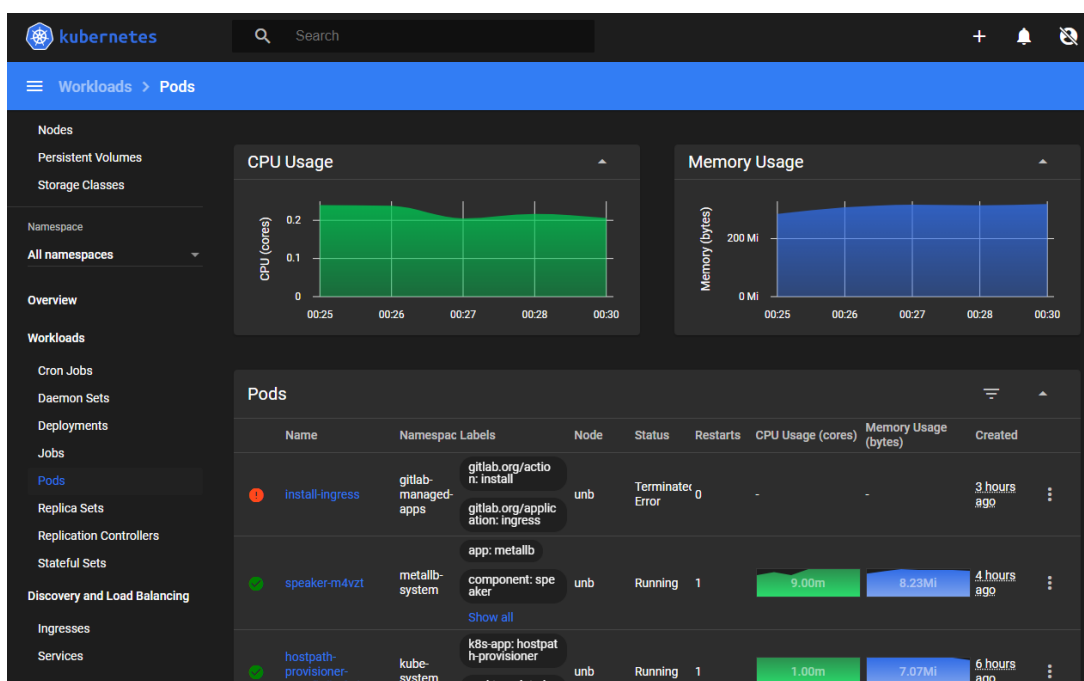 kubernetes
Search
Workloads > Pods
Nodes
Persistent Volumes
Storage Classes
Namespace
All namespaces
Overview
Workloads
Cron Jobs
Daemon Sets
Deployments
Jobs
Pods
Replica Sets
Replication Controllers
Stateful Sets
Discovery and Load Balancing
Ingresses
Services
CPU Usage
CPU (cores)
0.2
0.1
0
00:25 00:26 00:27 00:28 00:30
Memory Usage
Memory (bytes)
200 Mi
0 Mi
00:25 00:26 00:27 00:28 00:30
Pods
Name Namespac Labels Node Status Restarts CPU Usage (cores) Memory Usage
(bytes) Created
install-ingress
gitlab-
managed-
apps
gitlab.org/actio
n: install
gitlab.org/applic
ation: ingress
unb
Terminated
Error
0
-
-
3 hours
ago
speaker-m4vzt
metallb-
system
app: metallb
component: spe
aker
Show all
unb
Running
1
9.00m
8.23Mi
4 hours
ago
hostpath-
provisioner-
kube-
system
k8s-app: hostpat
h-provisioner
unb
Running
1
1.00m
7.07Mi
6 hours
ago